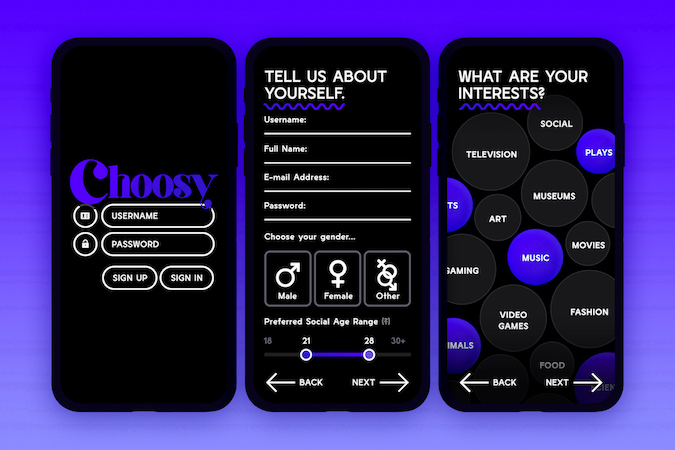 Choosy
USERNAME
PASSWORD
SIGN UP
SIGN IN
TELL US ABOUT
YOURSELF.
Username:
Full Name:
E-mail Address:
Password:
Choose your gender...
Male
Female
Other
Preferred Social Age Range (?)
18 21 28 30+
BACK
NEXT
WHAT ARE YOUR
INTERESTS?
SOCIAL
TELEVISION
PLAYS
MUSEUMS
TS
ART
MUSIC
MOVIES
GAMING
VIDEO
GAMES
FASHION
IMALS
FOOD
BACK
NEXT